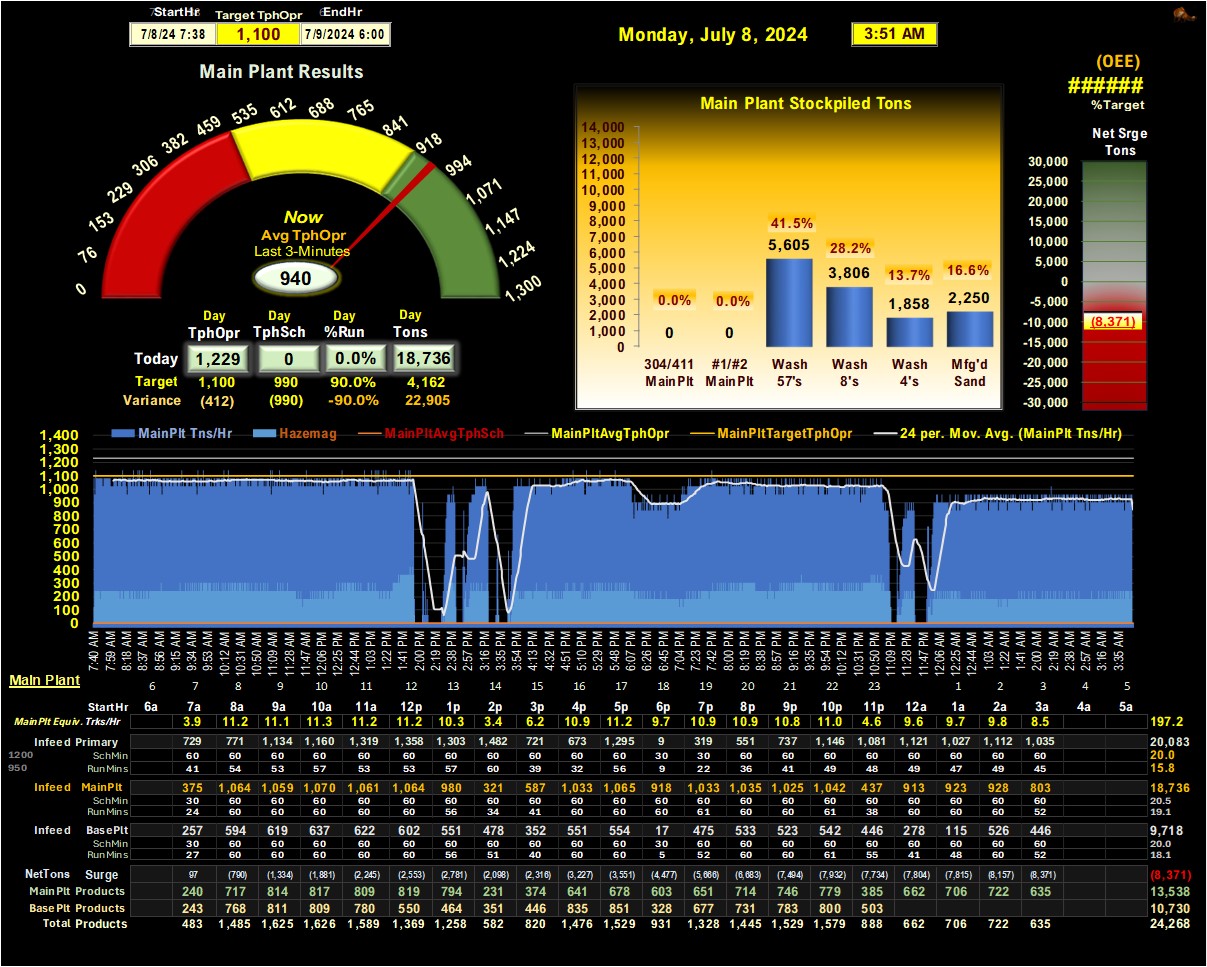 StartHr Target TphOpr EndHr
7/8/24 7:38 1,100 7/9/2024 6:00
Monday, July 8, 2024 3:51 AM
Main Plant Results
0 76 153 229 306 382 459 535 612 688 765 841 918 994 1,071 1,147 1,224 1,300
Now
Avg TphOpr
Last 3-Minutes
940
Day Day Day Day
TphOpr TphSch %Run Tons
Today 1,229 0 0.0% 18,736
Target 1,100 990 90.0% 4,162
Variance (412) (990) -90.0% 22,905
Main Plant Stockpiled Tons
14,000
13,000
12,000
11,000
10,000
9,000
8,000
7,000
6,000
5,000
4,000
3,000
2,000
1,000
0
0.0% 0.0% 41.5% 28.2% 13.7% 16.6%
0 0 5,605 3,806 1,858 2,250
304/411 #1/#2 Wash Wash Wash Mfg'd
MainPlt MainPlt 57's 8's 4's Sand
(OEE)
######
%Target
Net Srge
Tons
30,000
25,000
20,000
15,000
10,000
5,000
0
-5,000
-10,000
-15,000
-20,000
-25,000
-30,000
(8,371)
MainPlt Tns/Hr Hazemag MainPltAvgTphSch MainPltAvgTphOpr MainPltTargetTphOpr 24 per. Mov. Avg. (MainPlt Tns/Hr)
1,400
1,300
1,200
1,100
1,000
900
800
700
600
500
400
300
200
100
0
7:40 AM 7:59 AM 8:18 AM 8:37 AM 8:56 AM 9:15 AM 9:34 AM 9:53 AM 10:12 AM 10:31 AM 10:50 AM 11:09 AM 11:28 AM 11:47 AM 12:06 PM 12:25 PM 12:44 PM 1:03 PM 1:22 PM 1:41 PM 2:00 PM 2:19 PM 2:38 PM 2:57 PM 3:16 PM 3:35 PM 3:54 PM 4:13 PM 4:32 PM 4:51 PM 5:10 PM 5:29 PM 5:48 PM 6:07 PM 6:26 PM 6:45 PM 7:04 PM 7:23 PM 7:42 PM 8:00 PM 8:19 PM 8:38 PM 8:57 PM 9:16 PM 9:35 PM 9:54 PM 10:12 PM 10:31 PM 10:50 PM 11:09 PM 11:28 PM 11:47 PM 12:06 AM 12:25 AM 12:44 AM 1:03 AM 1:22 AM 1:41 AM 2:00 AM 2:19 AM 2:38 AM 2:57 AM 3:16 AM 3:35 AM
Main Plant
6 7 8 9 10 11 12 13 14 15 16 17 18 19 20 21 22 23 1 2 3 4 5
StartHr 6a 7a 8a 9a 10a 11a 12p 1p 2p 3p 4p 5p 6p 7p 8p 9p 10p 11p 12a 1a 2a 3a 4a 5a
MainPlt Equiv. Trks/Hr 3.9 11.2 11.1 11.3 11.2 11.2 10.3 3.4 6.2 10.9 11.2 9.7 10.9 10.9 10.8 11.0 4.6 9.6 9.7 9.8 8.5 197.2
Infeed Primary 729 771 1,134 1,160 1,319 1,358 1,303 1,482 721 673 1,295 9 319 551 737 1,146 1,081 1,121 1,027 1,112 1,035 20,083
1200 SchMin 60 60 60 60 60 60 60 60 60 60 60 30 30 60 60 60 60 60 60 60 60 20.0
950 RunMins 41 54 53 57 53 53 57 60 39 32 56 9 22 36 41 49 48 49 47 49 45 15.8
Infeed MainPlt 375 1,064 1,059 1,070 1,061 1,064 980 321 587 1,033 1,065 918 1,033 1,035 1,025 1,042 437 913 923 928 803 18,736
SchMin 30 60 60 60 60 60 60 60 60 60 60 60 60 60 60 60 60 60 60 60 60 20.5
RunMins 24 60 60 60 60 60 56 34 41 60 60 60 61 60 60 61 38 60 60 60 52 19.1
Infeed BasePlt 257 594 619 637 622 602 551 478 352 551 554 17 475 533 523 542 446 278 115 526 446 9,718
SchMin 30 60 60 60 60 60 60 60 60 60 60 30 60 60 60 60 60 60 60 60 60 20.0
RunMins 27 60 60 60 60 60 56 51 40 60 60 5 52 60 60 61 55 41 48 60 52 18.1
NetTons Surge 97 (790) (1,334) (1,881) (2,245) (2,553) (2,781) (2,098) (2,316) (3,227) (3,551) (4,477) (5,666) (6,683) (7,494) (7,932) (7,734) (7,804) (7,815) (8,157) (8,371) (8,371)
MainPlt Products 240 717 814 817 809 819 794 231 374 641 678 603 651 714 746 779 385 662 706 722 635 13,538
BasePlt Products 243 768 811 809 780 550 464 351 446 835 851 328 677 731 783 800 503 10,730
Total Products 483 1,485 1,625 1,626 1,589 1,369 1,258 582 820 1,476 1,529 931 1,328 1,445 1,529 1,579 888 662 706 722 635 24,268